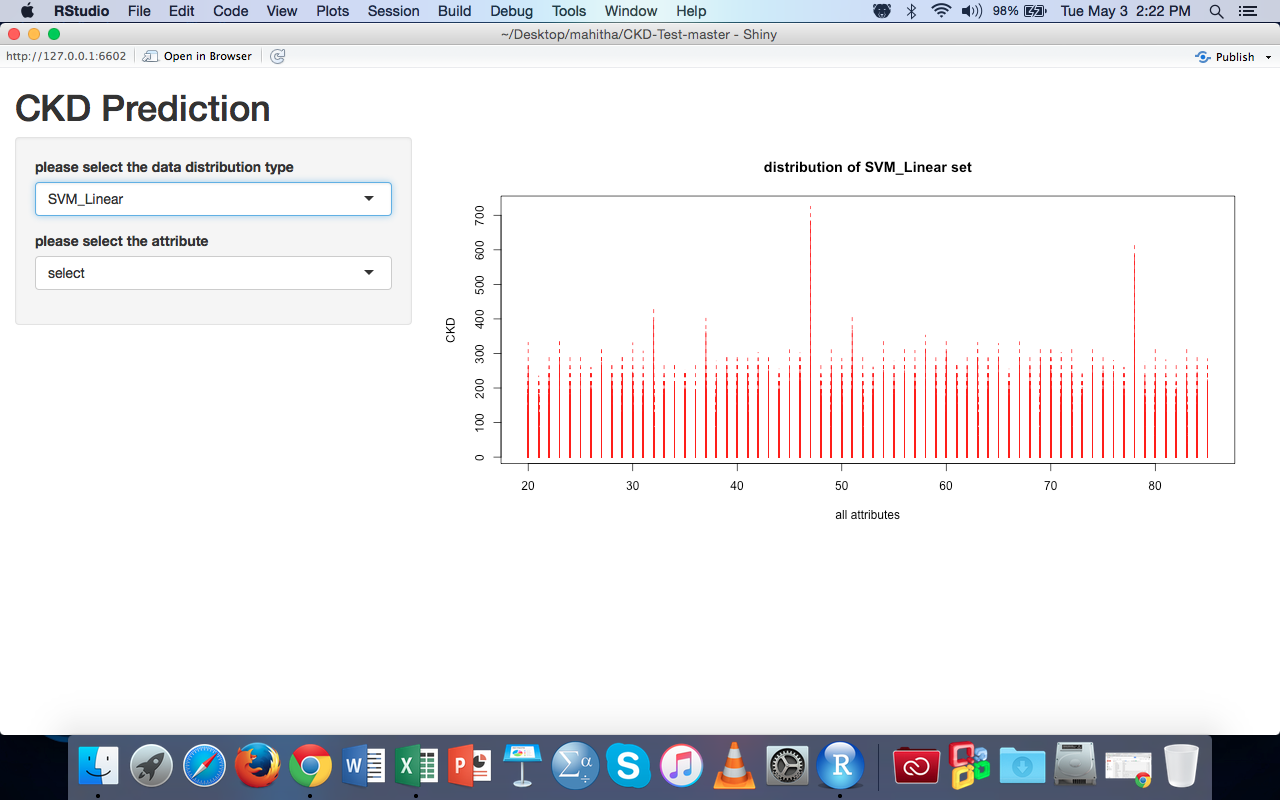 RStudio File Edit Code View Plots Session Build Debug Tools Window Help 98% Tue May 3 2:22 PM
~/Desktop/mahitha/CKD-Test-master - Shiny
http://127.0.0.1:6602 Open in Browser Publish
CKD Prediction
please select the data distribution type
SVM_Linear
please select the attribute
select
distribution of SVM_Linear set
CKD
700
600
500
400
300
200
100
0
20 30 40 50 60 70 80
all attributes
W X P Σα÷ S R